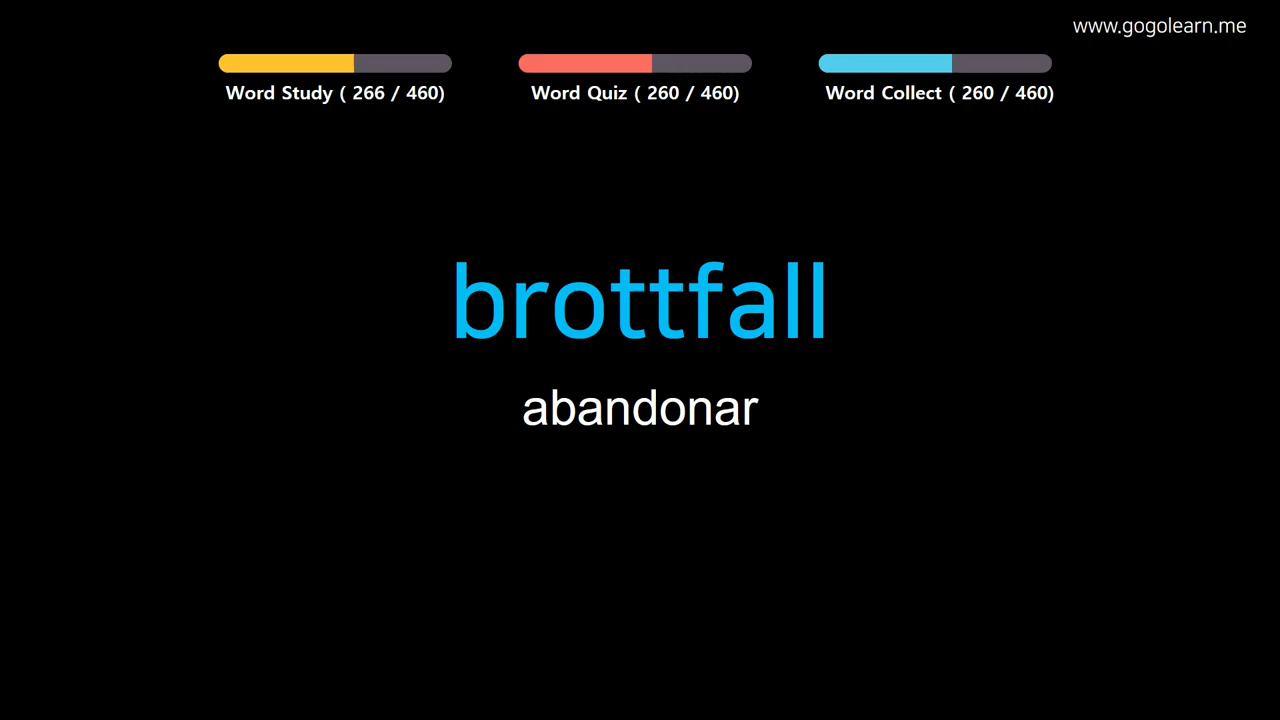 www.gogolearn.me
Word Study ( 266 / 460)
Word Quiz ( 260 / 460)
Word Collect ( 260 / 460)
brottfall
abandonar